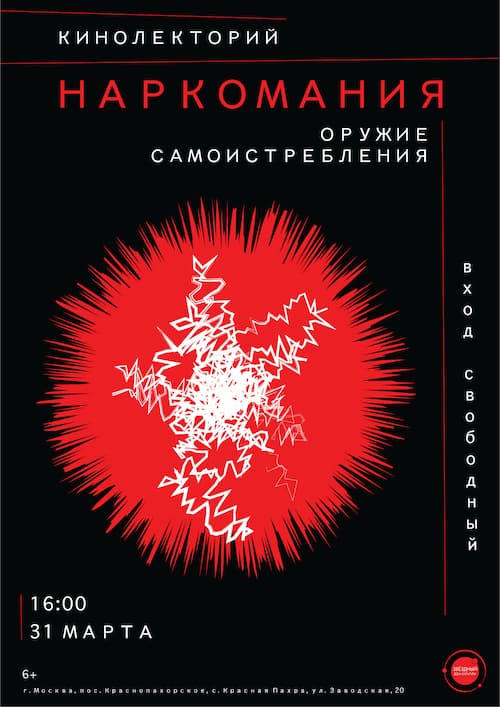 КИНОЛЕКТОРИЙ
НАРКОМАНИЯ
ОРУЖИЕ
САМОИСТРЕБЛЕНИЯ
ВХОД СВОБОДНЫЙ
16:00
31 МАРТА
6+
г. Москва, пос. Краснопахорское, с. Красная Пахра, ул. Заводская, 20
ЗВЁЗДНЫЙ